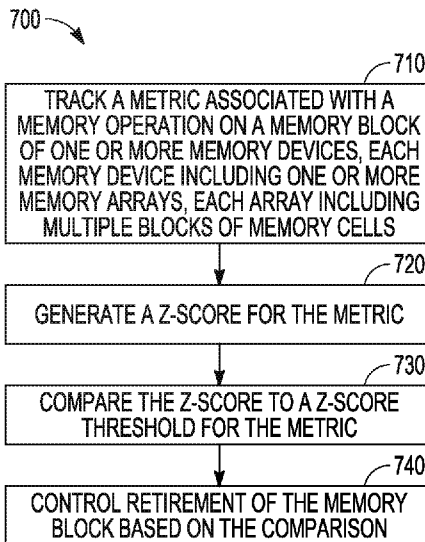 700
710
TRACK A METRIC ASSOCIATED WITH A
MEMORY OPERATION ON A MEMORY BLOCK
OF ONE OR MORE MEMORY DEVICES, EACH
MEMORY DEVICE INCLUDING ONE OR MORE
MEMORY ARRAYS, EACH ARRAY INCLUDING
MULTIPLE BLOCKS OF MEMORY CELLS
720
GENERATE A Z-SCORE FOR THE METRIC
730
COMPARE THE Z-SCORE TO A Z-SCORE
THRESHOLD FOR THE METRIC
740
CONTROL RETIREMENT OF THE MEMORY
BLOCK BASED ON THE COMPARISON